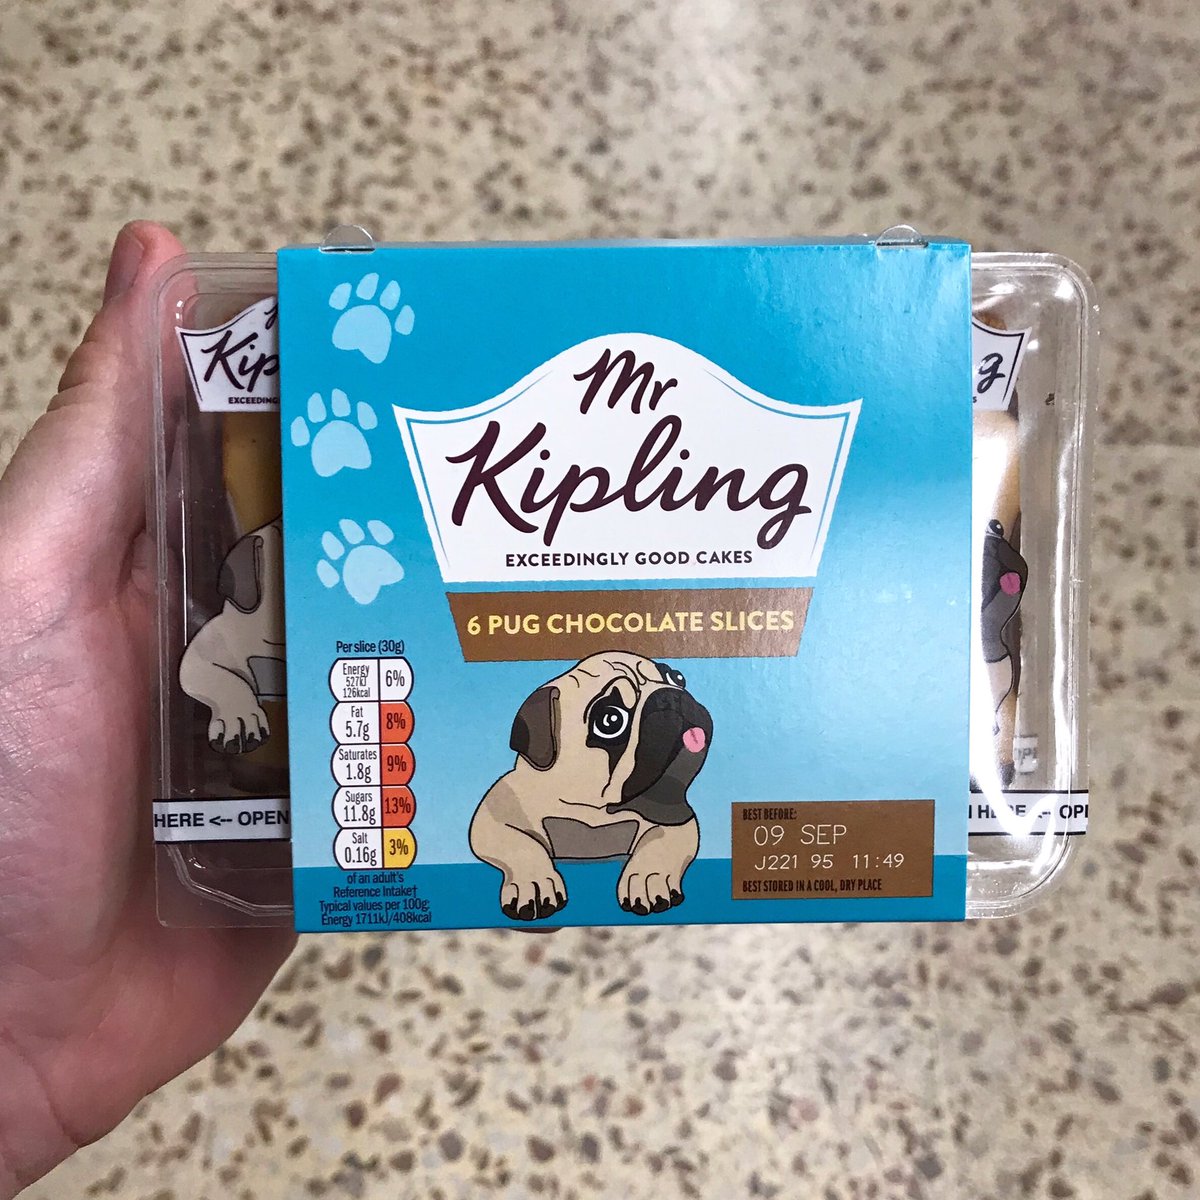 Mr
Kipling
EXCEEDINGLY GOOD CAKES
6 PUG CHOCOLATE SLICES
Per slice (30g)
Energy
527kJ
126kcal
6%
Fat
5.7g
8%
Saturates
1.8g
9%
Sugars
11.8g
13%
Salt
0.16g
3%
of an adult's
Reference Intake†
Typical values per 100g:
Energy 1711kJ/408kcal
BEST BEFORE:
09 SEP
J221 95 11:49
BEST STORED IN A COOL, DRY PLACE
Kip
EXCEEDING
HERE <-- OPEN
g
HERE <-- OP